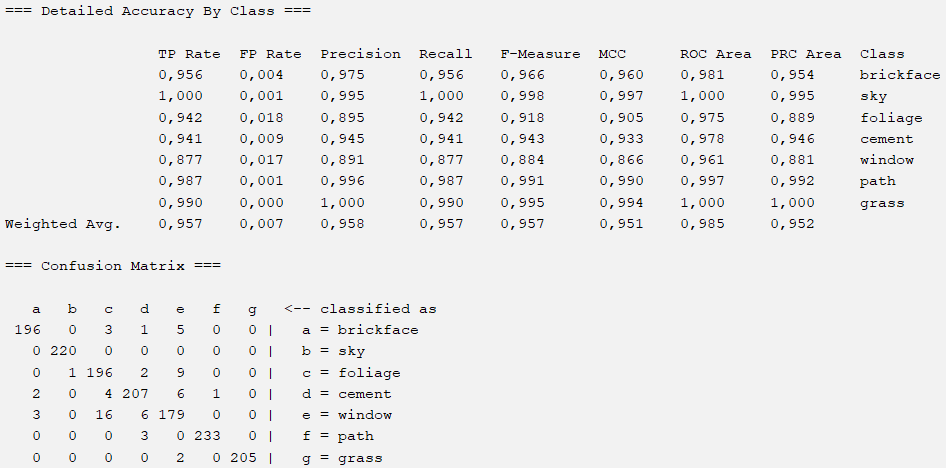 === Detailed Accuracy By Class ===
TP Rate  FP Rate  Precision  Recall   F-Measure  MCC      ROC Area  PRC Area  Class
0,956    0,004    0,975      0,956    0,966      0,960    0,981     0,954     brickface
1,000    0,001    0,995      1,000    0,998      0,997    1,000     0,995     sky
0,942    0,018    0,895      0,942    0,918      0,905    0,975     0,889     foliage
0,941    0,009    0,945      0,941    0,943      0,933    0,978     0,946     cement
0,877    0,017    0,891      0,877    0,884      0,866    0,961     0,881     window
0,987    0,001    0,996      0,987    0,991      0,990    0,997     0,992     path
0,990    0,000    1,000      0,990    0,995      0,994    1,000     1,000     grass
Weighted Avg.    0,957    0,007    0,958      0,957    0,957      0,951    0,985     0,952
=== Confusion Matrix ===
a   b   c   d   e   f   g   <-- classified as
196   0   3   1   5   0   0 |   a = brickface
0 220   0   0   0   0   0 |   b = sky
0   1 196   2   9   0   0 |   c = foliage
2   0   4 207   6   1   0 |   d = cement
3   0  16   6 179   0   0 |   e = window
0   0   0   3   0 233   0 |   f = path
0   0   0   0   2   0 205 |   g = grass